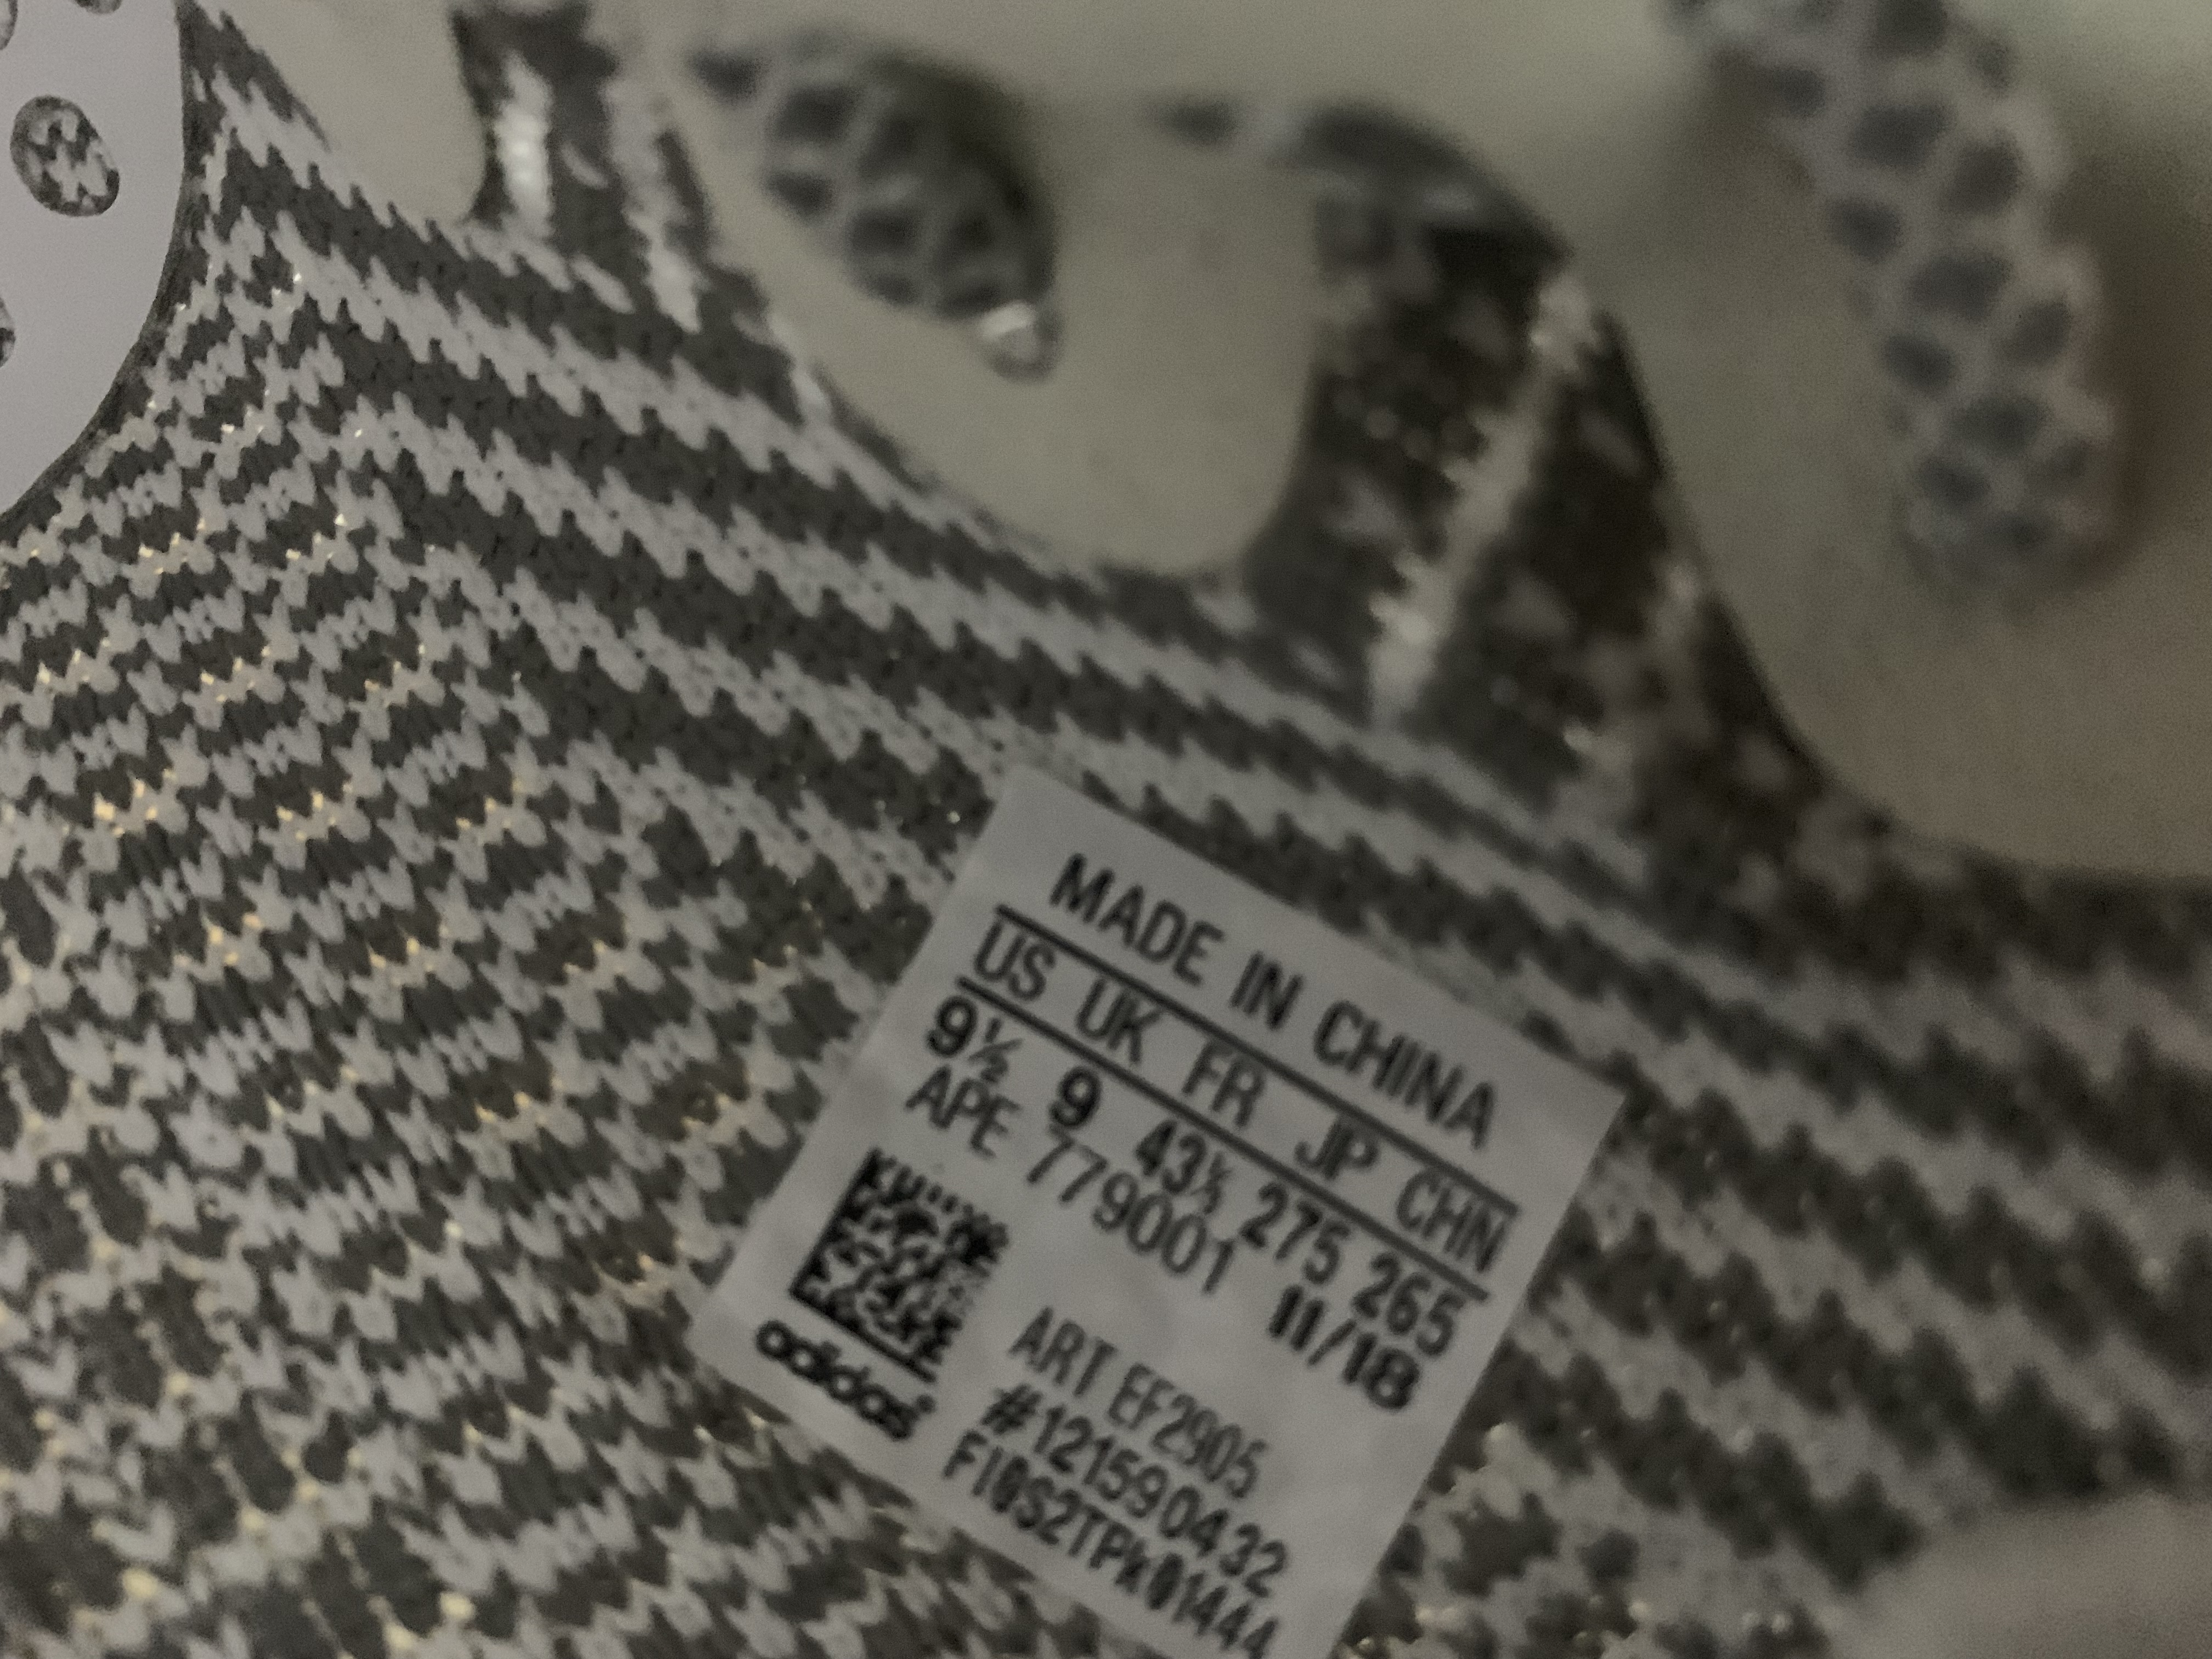 MADE IN CHINA
US UK FR JP CHN
9½ 9 43⅓ 275 265
APE 779001 11/18
ART EF2905
#121590432
FI0S2TPk01444
adidas